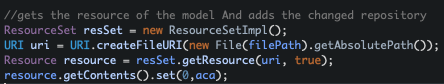 //gets the resource of the model And adds the changed repository
ResourceSet resSet = new ResourceSetImpl();
URI uri = URI.createFileURI(new File(filePath).getAbsolutePath());
Resource resource = resSet.getResource(uri, true);
resource.getContents().set(0,aca);